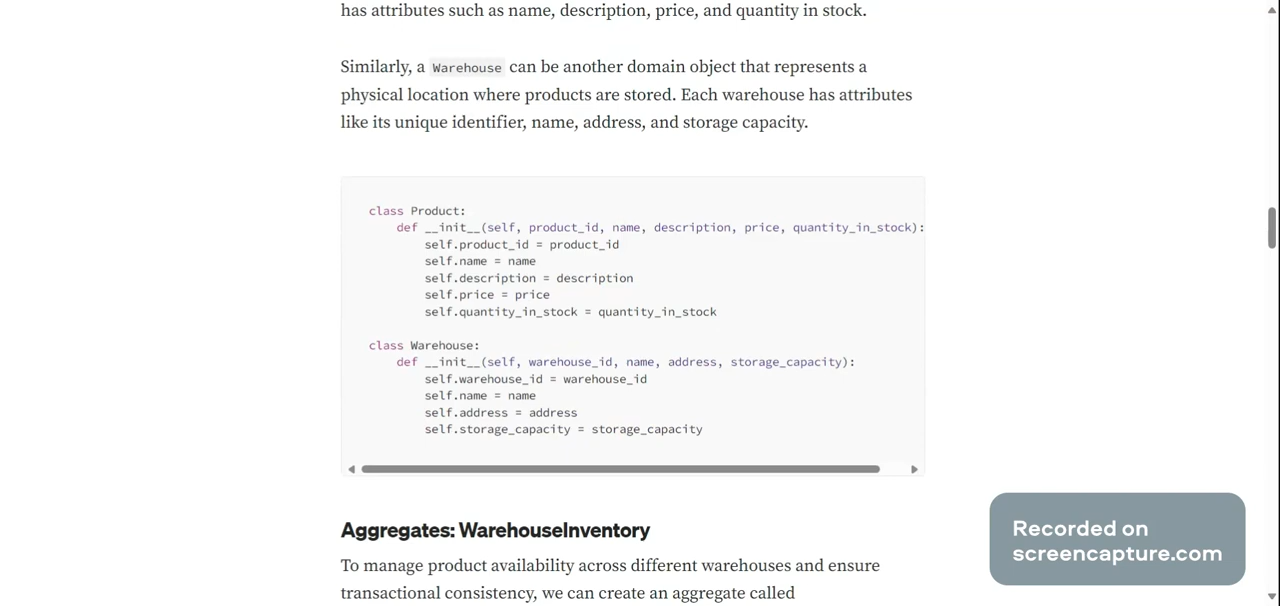 has attributes such as name, description, price, and quantity in stock.
Similarly, a Warehouse can be another domain object that represents a
physical location where products are stored. Each warehouse has attributes
like its unique identifier, name, address, and storage capacity.
class Product:
    def __init__(self, product_id, name, description, price, quantity_in_stock):
        self.product_id = product_id
        self.name = name
        self.description = description
        self.price = price
        self.quantity_in_stock = quantity_in_stock
class Warehouse:
    def __init__(self, warehouse_id, name, address, storage_capacity):
        self.warehouse_id = warehouse_id
        self.name = name
        self.address = address
        self.storage_capacity = storage_capacity
Aggregates: WarehouseInventory
To manage product availability across different warehouses and ensure
transactional consistency, we can create an aggregate called
Recorded on
screencapture.com